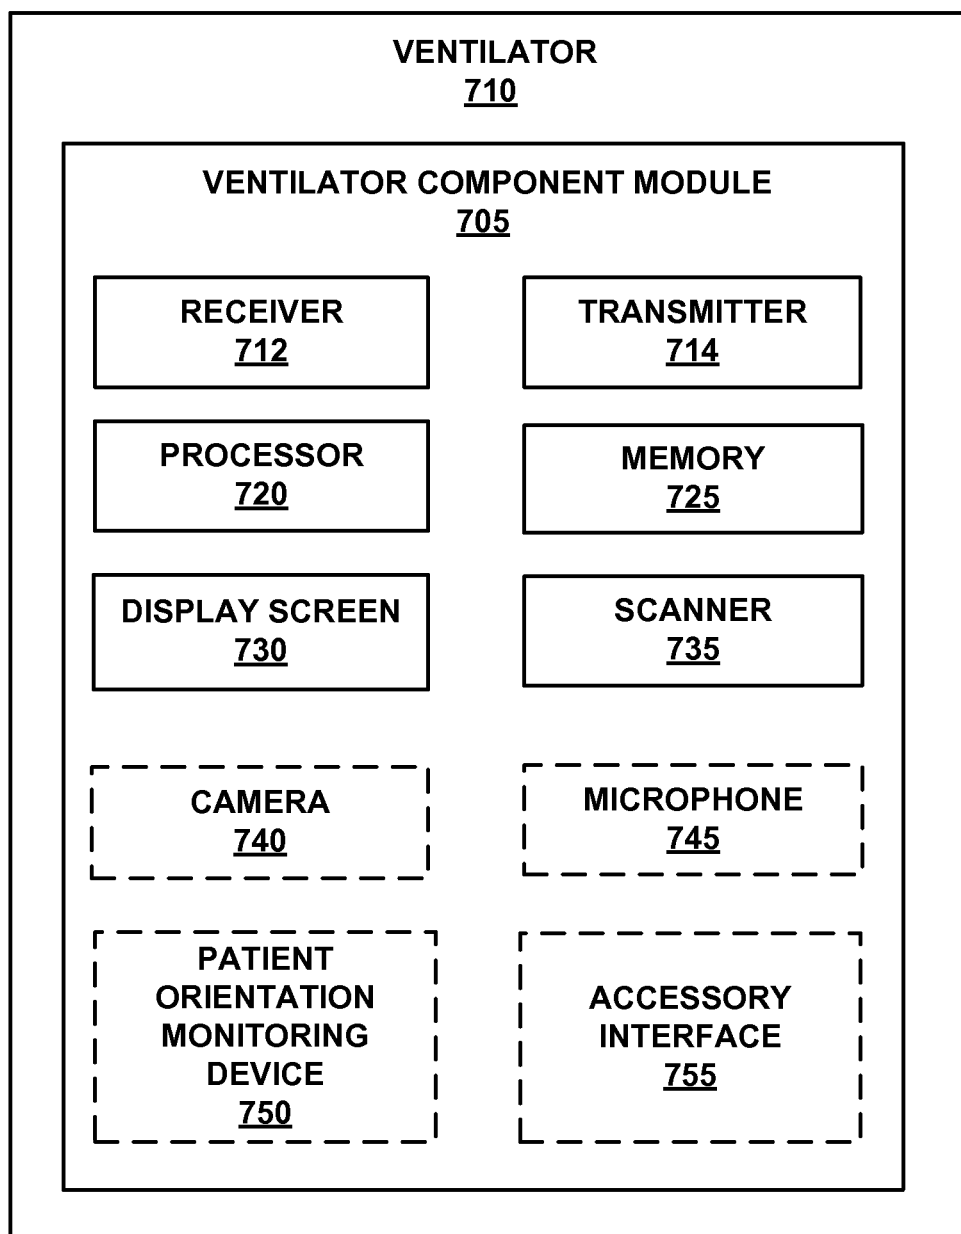 VENTILATOR
710
VENTILATOR COMPONENT MODULE
705
RECEIVER
712
TRANSMITTER
714
PROCESSOR
720
MEMORY
725
DISPLAY SCREEN
730
SCANNER
735
CAMERA
740
MICROPHONE
745
PATIENT
ORIENTATION
MONITORING
DEVICE
750
ACCESSORY
INTERFACE
755